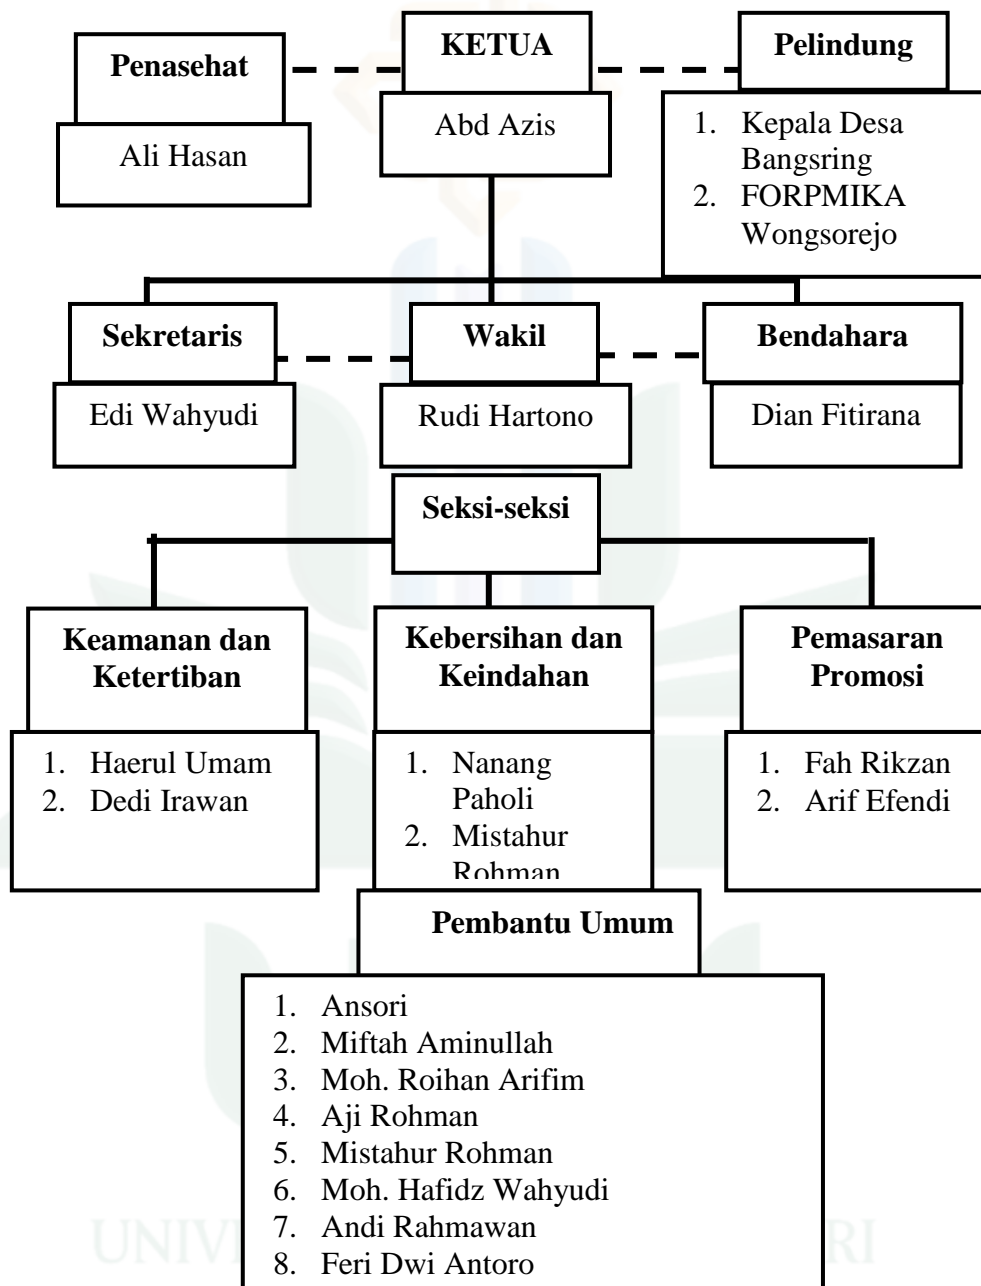 Penasehat
Ali Hasan
KETUA
Abd Azis
Pelindung
1. Kepala Desa
Bangsring
2. FORPMIKA
Wongsorejo
Sekretaris
Edi Wahyudi
Wakil
Rudi Hartono
Bendahara
Dian Fitirana
Seksi-seksi
Keamanan dan
Ketertiban
1. Haerul Umam
2. Dedi Irawan
Kebersihan dan
Keindahan
1. Nanang
Paholi
2. Mistahur
Rohman
Pemasaran
Promosi
1. Fah Rikzan
2. Arif Efendi
Pembantu Umum
1. Ansori
2. Miftah Aminullah
3. Moh. Roihan Arifim
4. Aji Rohman
5. Mistahur Rohman
6. Moh. Hafidz Wahyudi
7. Andi Rahmawan
8. Feri Dwi Antoro